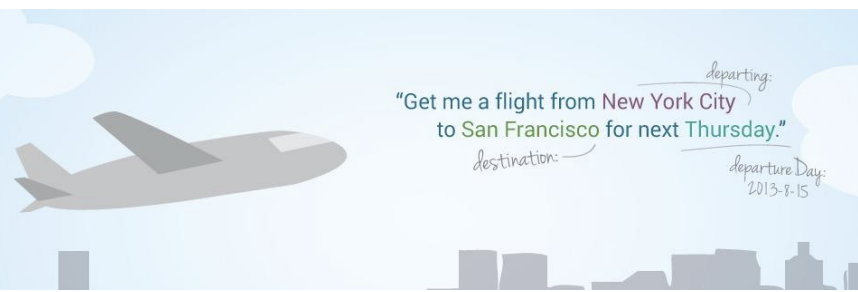 departing:
“Get me a flight from New York City
to San Francisco for next Thursday.”
destination:
departure Day:
2013-8-15